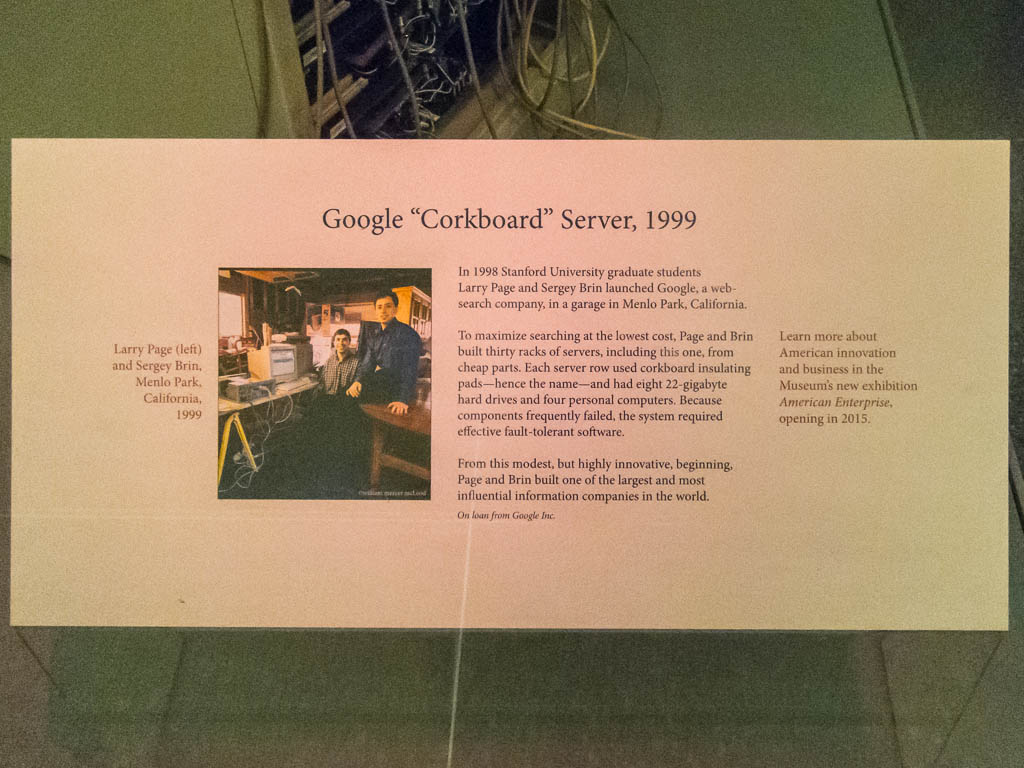 Google “Corkboard” Server, 1999
Larry Page (left)
and Sergey Brin,
Menlo Park,
California,
1999
In 1998 Stanford University graduate students
Larry Page and Sergey Brin launched Google, a web-
search company, in a garage in Menlo Park, California.
To maximize searching at the lowest cost, Page and Brin
built thirty racks of servers, including this one, from
cheap parts. Each server row used corkboard insulating
pads—hence the name—and had eight 22-gigabyte
hard drives and four personal computers. Because
components frequently failed, the system required
effective fault-tolerant software.
From this modest, but highly innovative, beginning,
Page and Brin built one of the largest and most
influential information companies in the world.
On loan from Google Inc.
Learn more about
American innovation
and business in the
Museum’s new exhibition
American Enterprise,
opening in 2015.